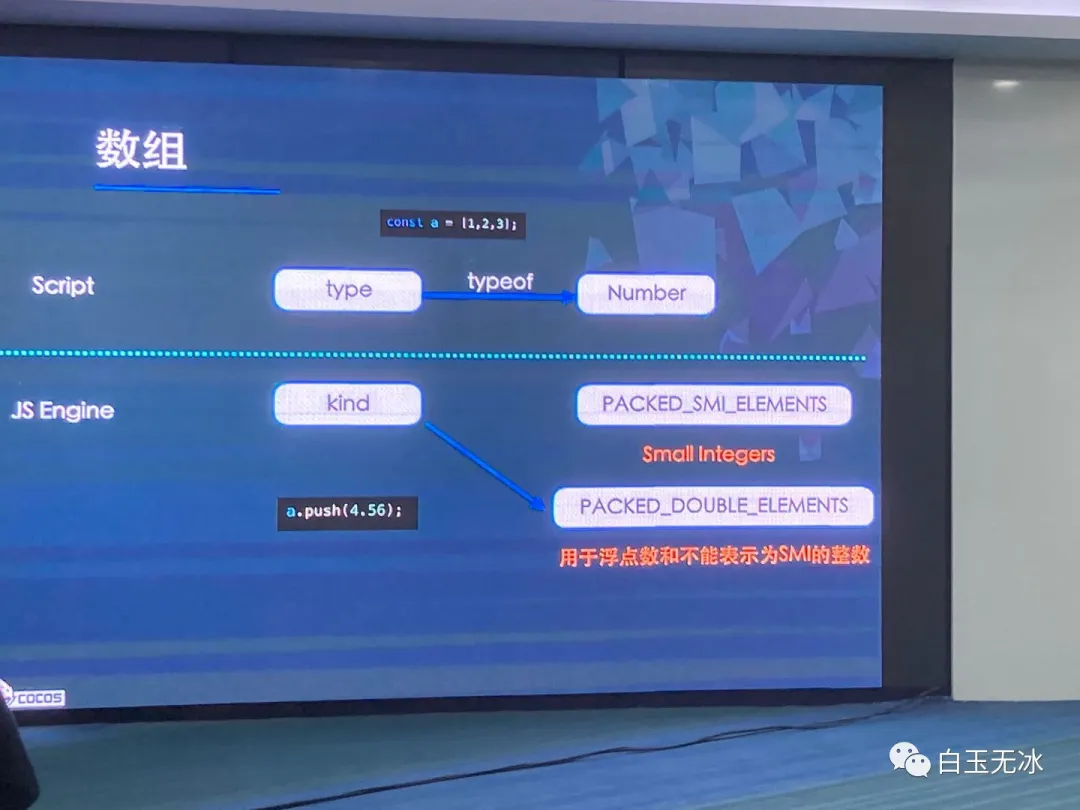 数组
const a = [1,2,3];
Script
type
typeof
Number
JS Engine
kind
PACKED_SMI_ELEMENTS
Small Integers
a.push(4.56);
PACKED_DOUBLE_ELEMENTS
用于浮点数和不能表示为SMI的整数
COCOS
白玉无冰